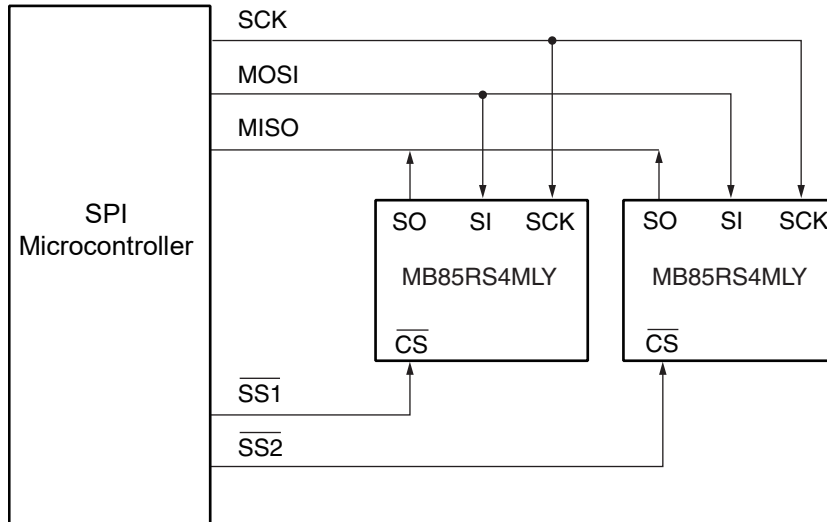 SCK
MOSI
MISO
SPI
Microcontroller
SO SI SCK
MB85RS4MLY
CS
SO SI SCK
MB85RS4MLY
CS
SS1
SS2